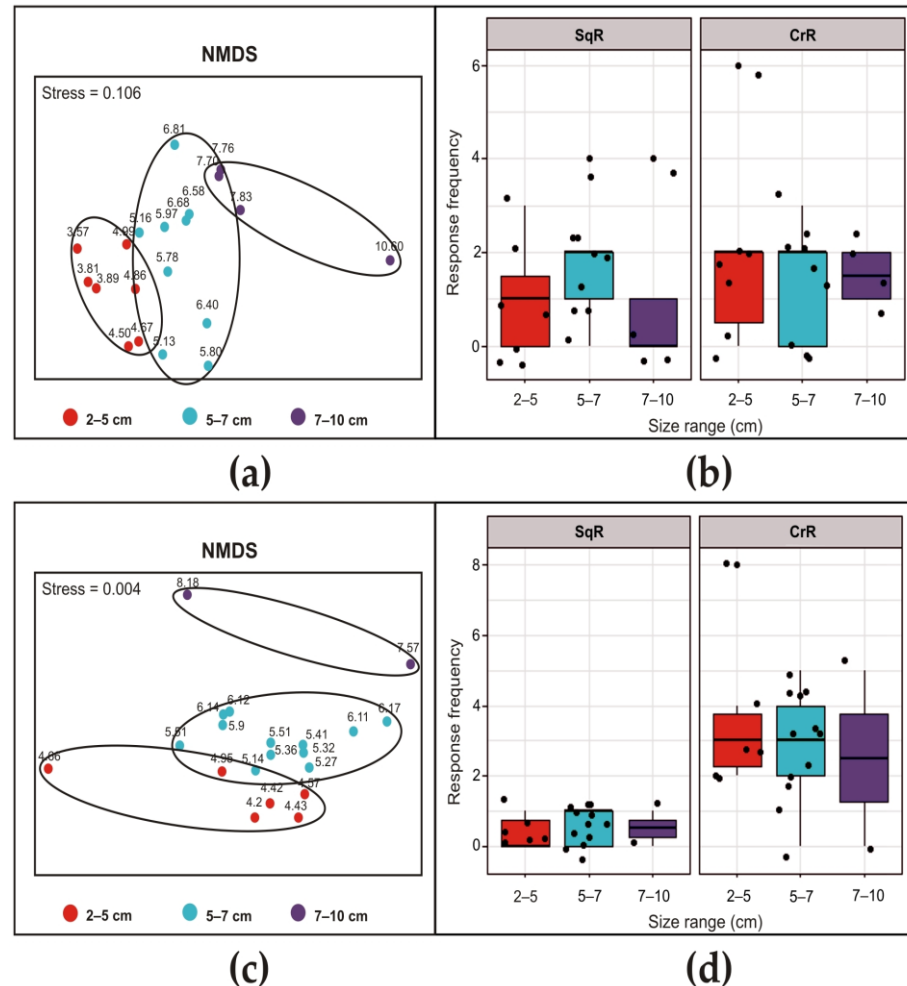 NMDS
Stress = 0.106
6.81
7.76
7.70
6.58
7.83
6.68
5.16
5.97
3.57
4.99
10.60
5.78
3.81
3.89
4.86
6.40
4.50
4.67
5.13
5.80
2–5 cm
5–7 cm
7–10 cm
(a)
SqR
CrR
Response frequency
6
4
2
0
2–5
5–7
7–10
2–5
5–7
7–10
Size range (cm)
(b)
NMDS
Stress = 0.004
8.18
7.57
6.14
6.12
6.17
5.9
6.11
5.51
5.51
5.41
5.36
5.32
4.95
5.14
5.27
4.42
4.57
4.2
4.43
2–5 cm
5–7 cm
7–10 cm
(c)
SqR
CrR
Response frequency
8
6
4
2
0
2–5
5–7
7–10
2–5
5–7
7–10
Size range (cm)
(d)